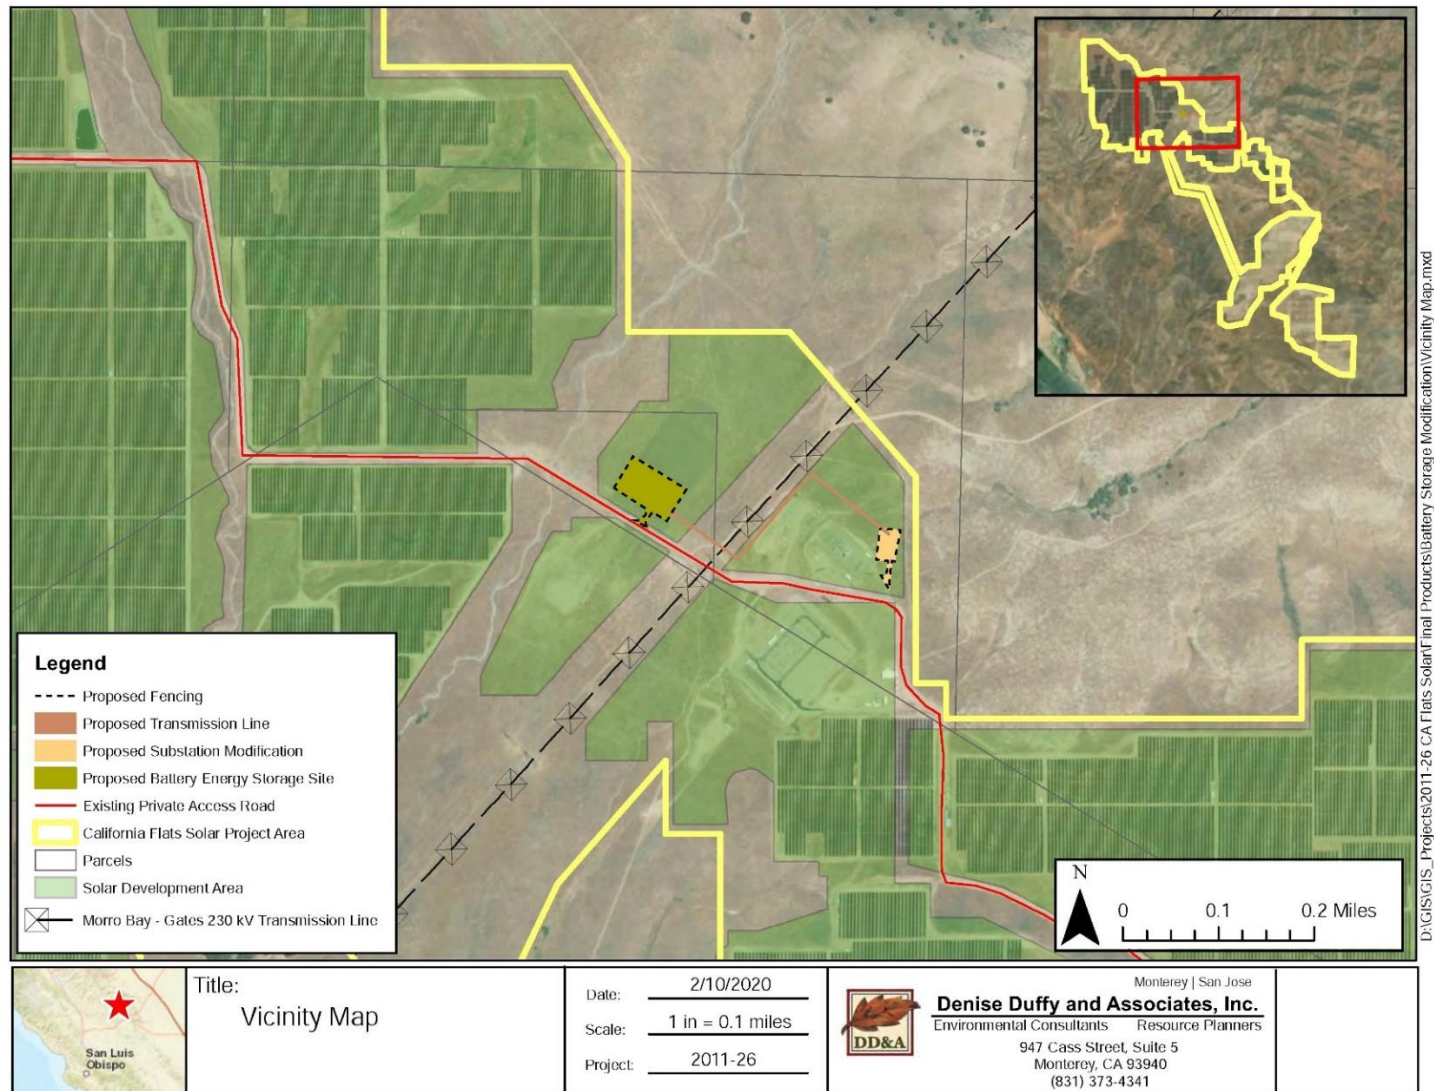 Legend
Proposed Fencing
Proposed Transmission Line
Proposed Substation Modification
Proposed Battery Energy Storage Site
Existing Private Access Road
California Flats Solar Project Area
Parcels
Solar Development Area
Morro Bay - Gates 230 kV Transmission Line
N
0 0.1 0.2 Miles
D:\GIS\GIS_Projects\2011-26 CA Flats Solar\Final Products\Battery Storage Modification\Vicinity Map.mxd
San Luis
Obispo
Title:
Vicinity Map
Date: 2/10/2020
Scale: 1 in = 0.1 miles
Project: 2011-26
DD&A
Monterey | San Jose
Denise Duffy and Associates, Inc.
Environmental Consultants Resource Planners
947 Cass Street, Suite 5
Monterey, CA 93940
(831) 373-4341